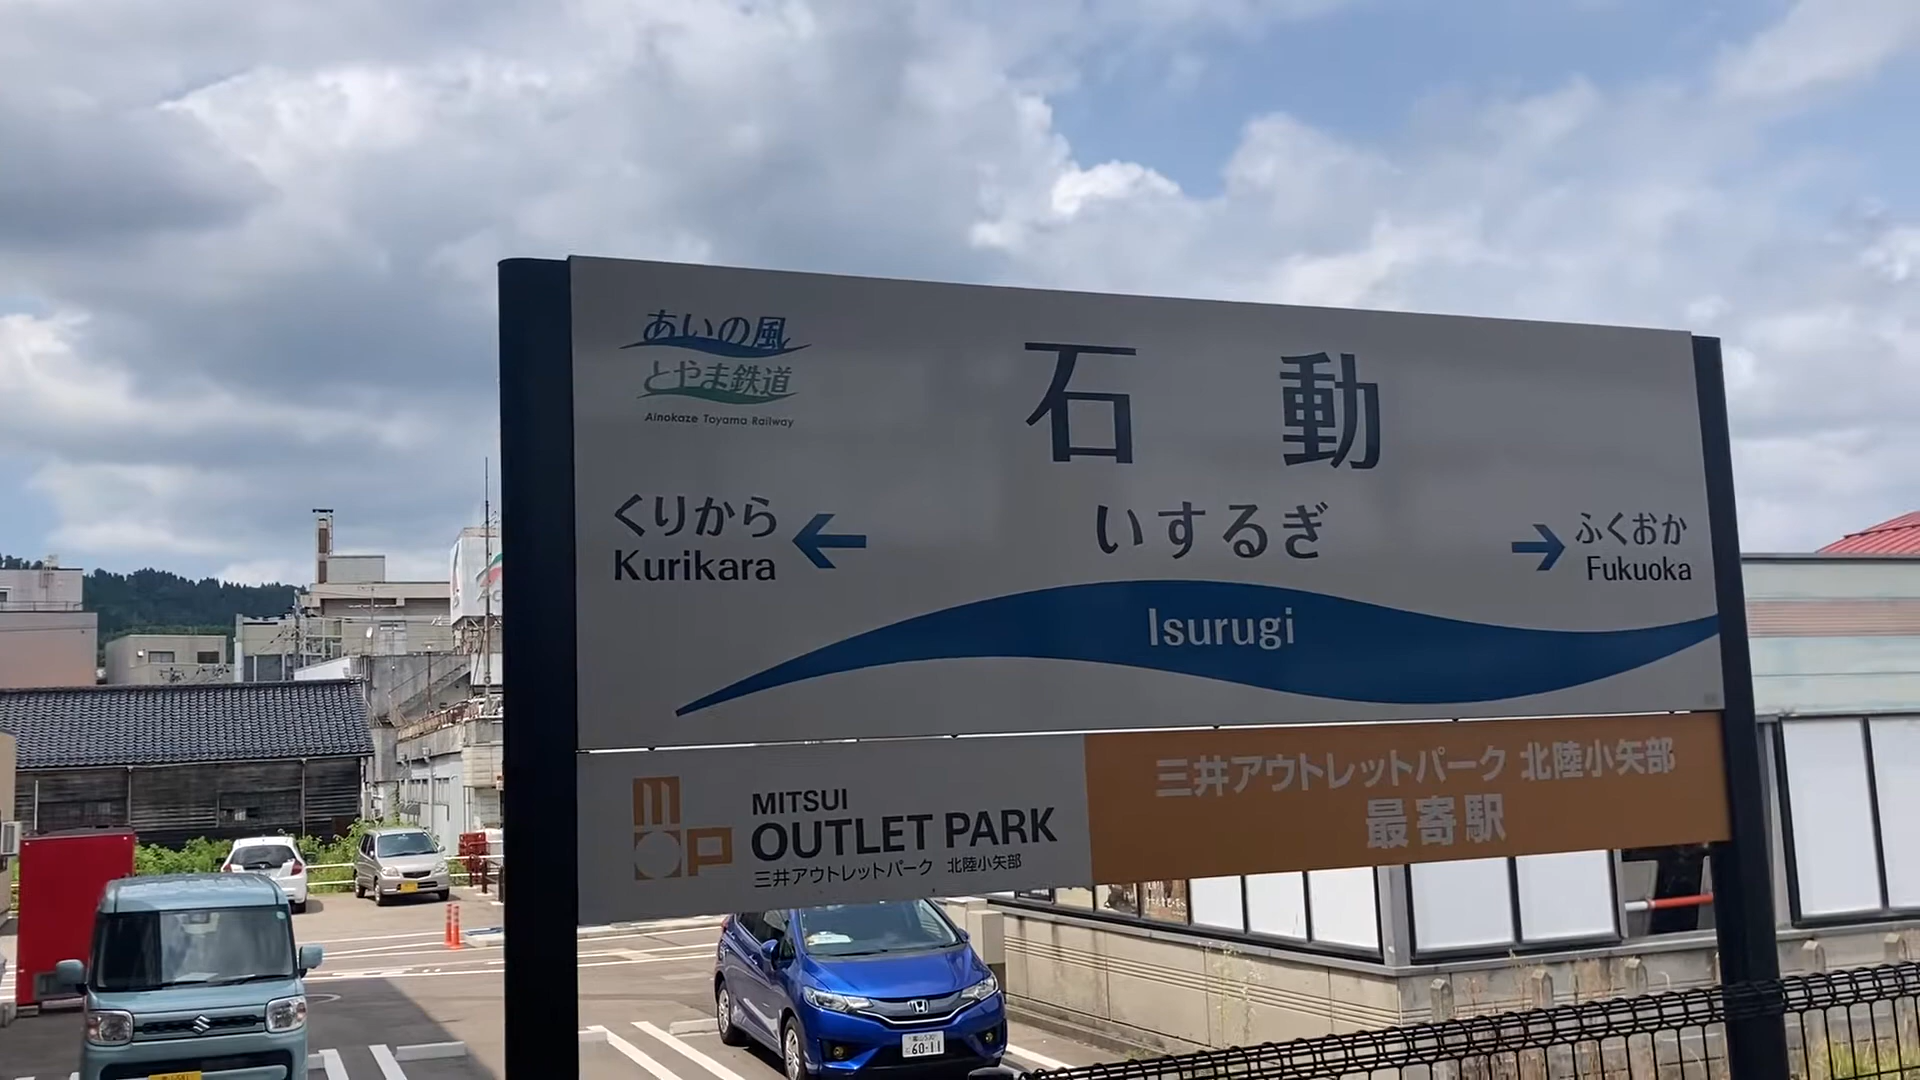 あいの風
とやま鉄道
Ainokaze Toyama Railway
石動
いするぎ
くりから
Kurikara
ふくおか
Fukuoka
Isurugi
MITSUI
OUTLET PARK
三井アウトレットパーク 北陸小矢部
三井アウトレットパーク 北陸小矢部
最寄駅
60-11